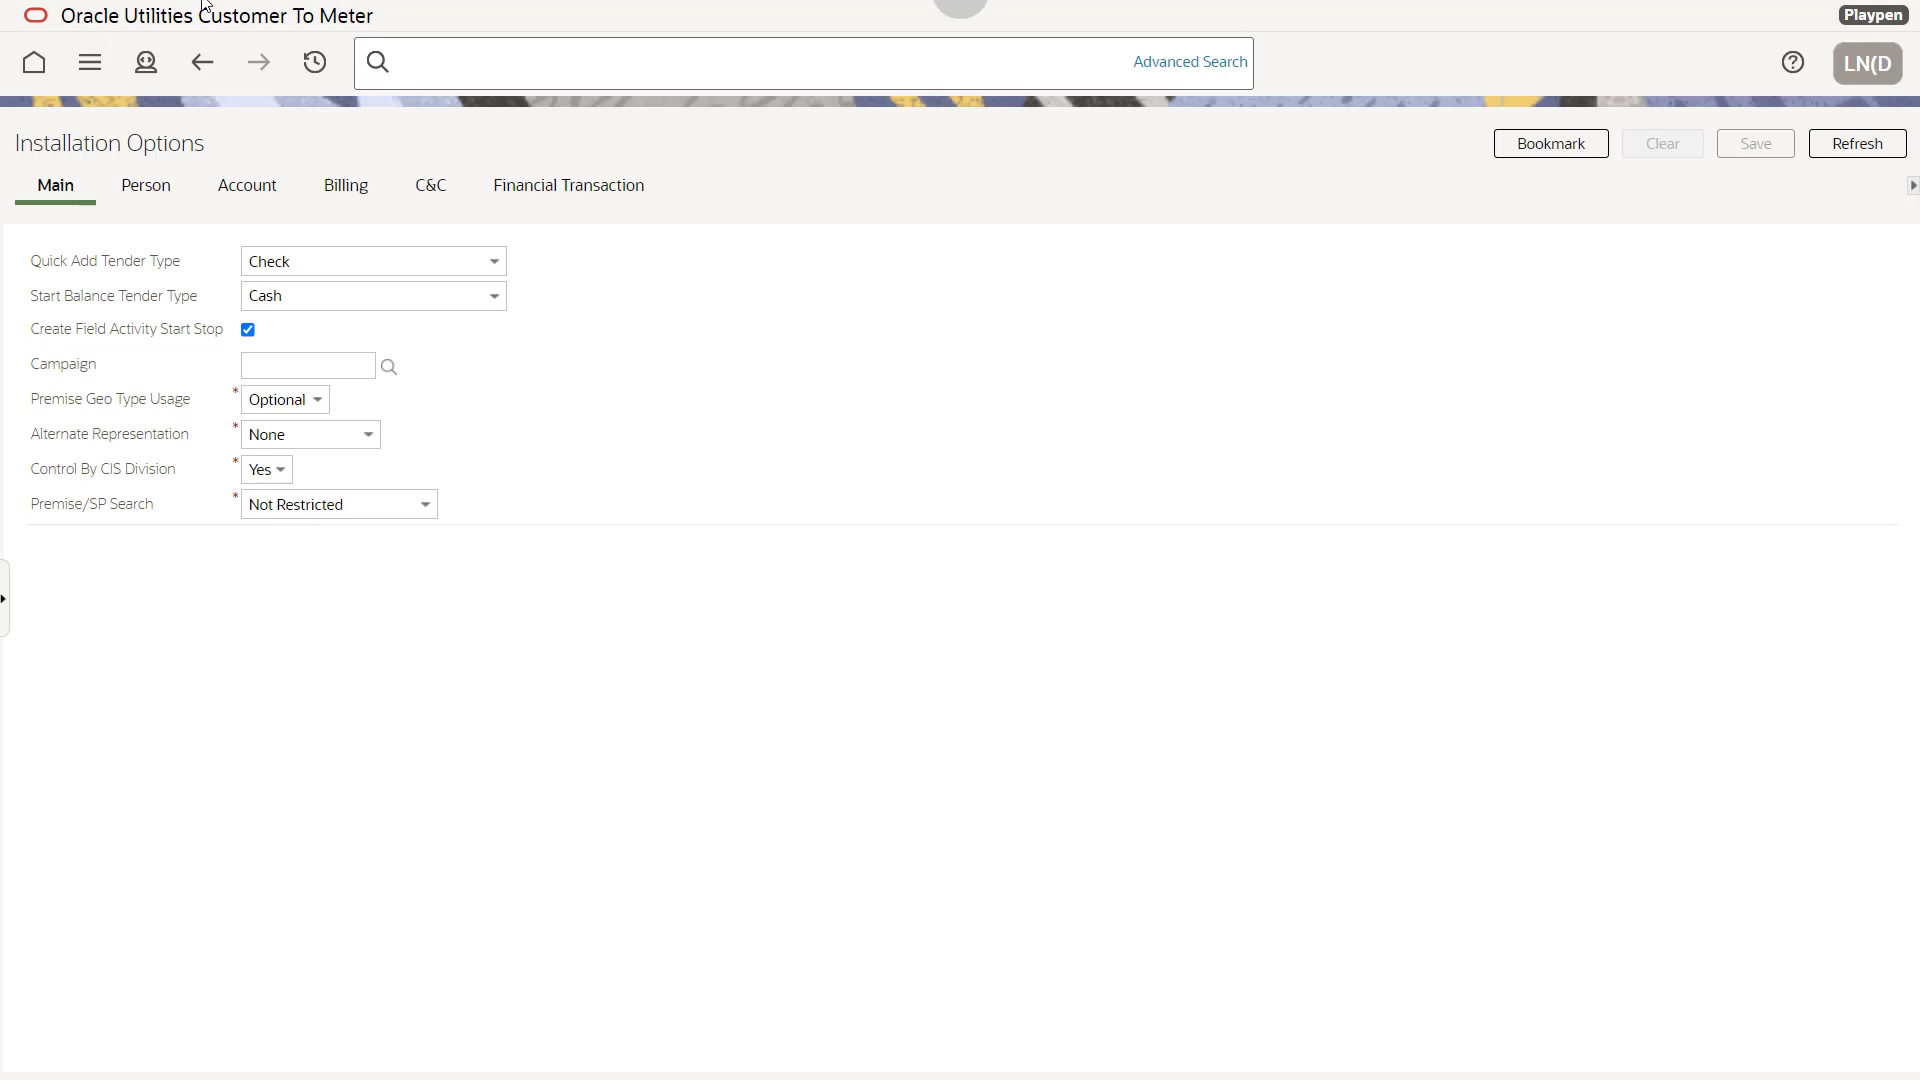 Oracle Utilities Customer To Meter
Playpen
Advanced Search
LN(D
Installation Options
Bookmark
Clear
Save
Refresh
Main
Person
Account
Billing
C&C
Financial Transaction
Quick Add Tender Type
Check
Start Balance Tender Type
Cash
Create Field Activity Start Stop
Campaign
Premise Geo Type Usage
* Optional
Alternate Representation
* None
Control By CIS Division
* Yes
Premise/SP Search
* Not Restricted